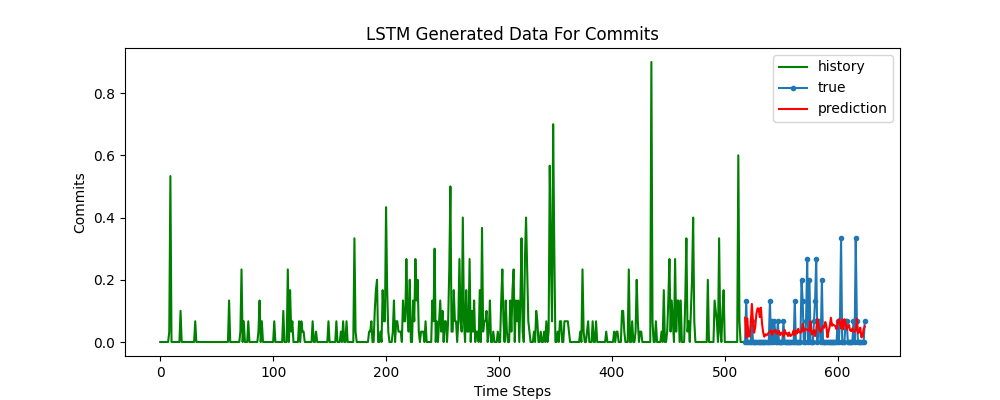 LSTM Generated Data For Commits
history
true
prediction
Commits
0.8
0.6
0.4
0.2
0.0
0 100 200 300 400 500 600
Time Steps